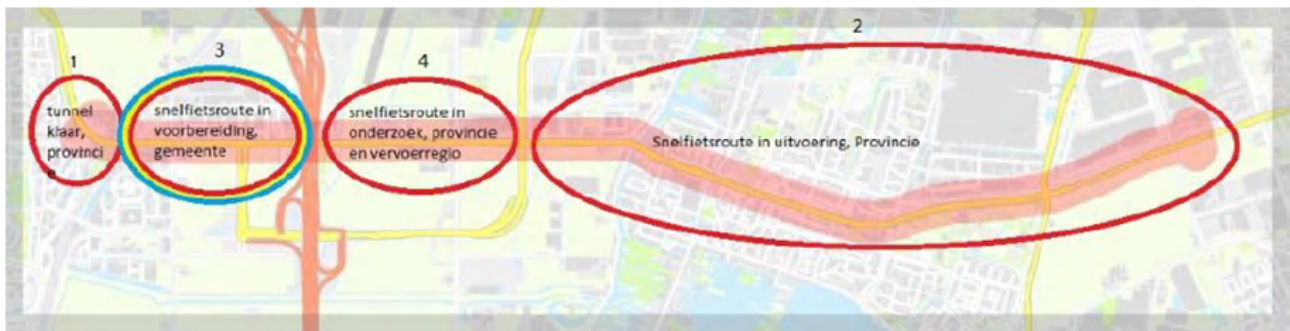 1
tunnel
klaar,
provinci
e
3
snelfietsroute in
voorbereiding,
gemeente
4
snelfietsroute in
onderzoek, provincie
en vervoerregio
2
Snelfietsroute in uitvoering, Provincie